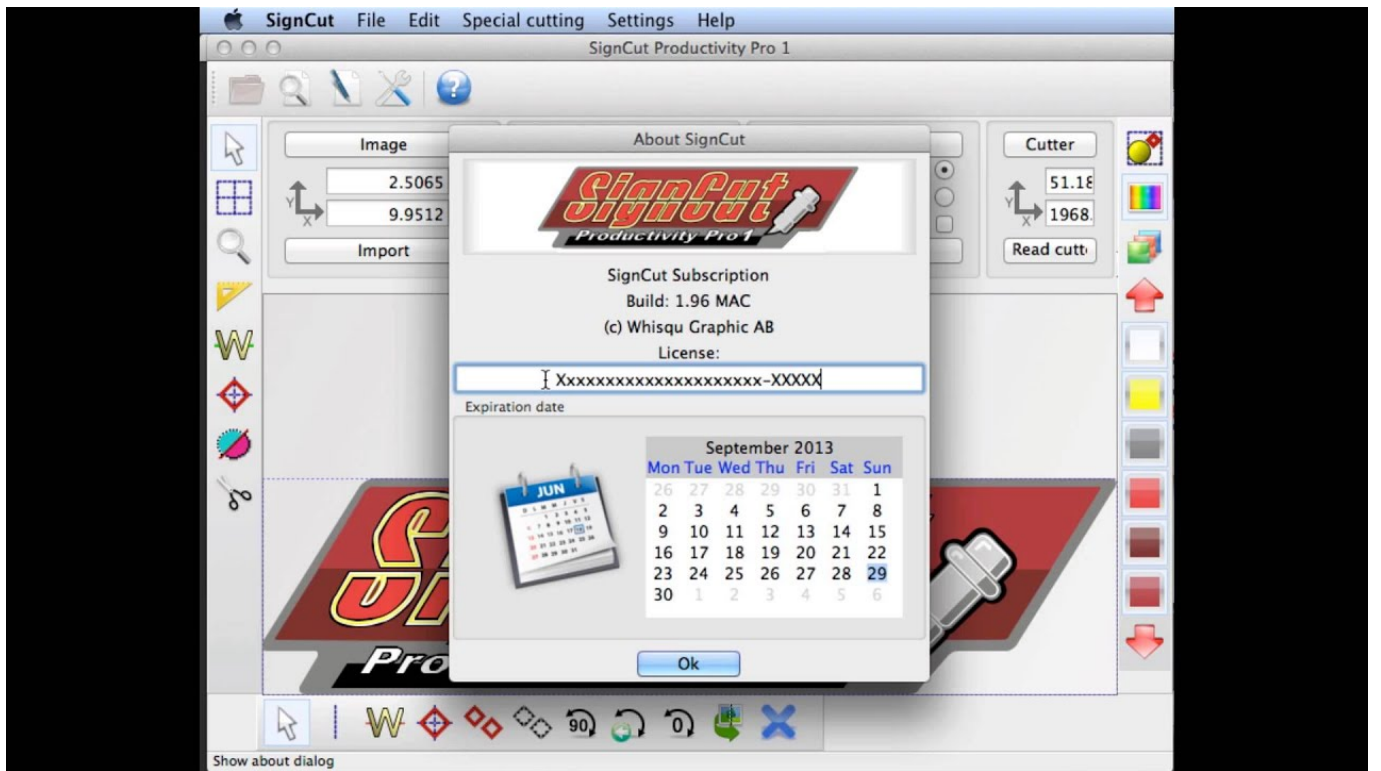 SignCut File Edit Special cutting Settings Help
SignCut Productivity Pro 1
Image
2.5065
9.9512
Import
Y
X
Cutter
51.18
1968.
Y
X
Read cutt
About SignCut
SignCut
Productivity Pro 1
SignCut Subscription
Build: 1.96 MAC
(c) Whisqu Graphic AB
License:
Xxxxxxxxxxxxxxxxxxxxx-XXXXX
Expiration date
JUN
September 2013
Mon Tue Wed Thu Fri Sat Sun
26 27 28 29 30 31 1
2 3 4 5 6 7 8
9 10 11 12 13 14 15
16 17 18 19 20 21 22
23 24 25 26 27 28 29
30 1 2 3 4 5 6
Ok
Pro
90
0
Show about dialog